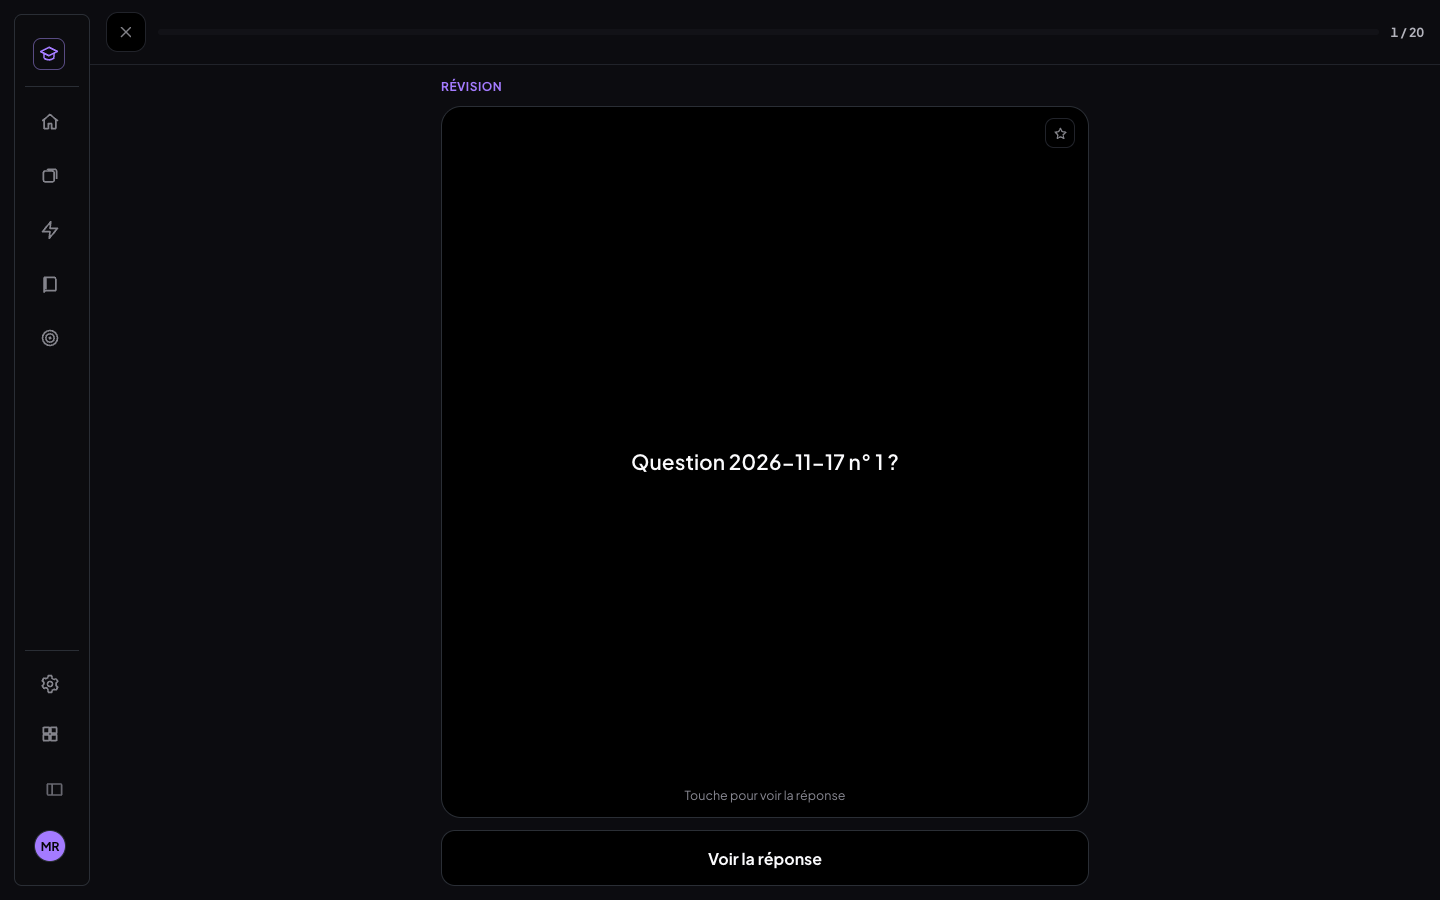 1 / 20
RÉVISION
Question 2026-11-17 n° 1 ?
Touche pour voir la réponse
Voir la réponse
MR